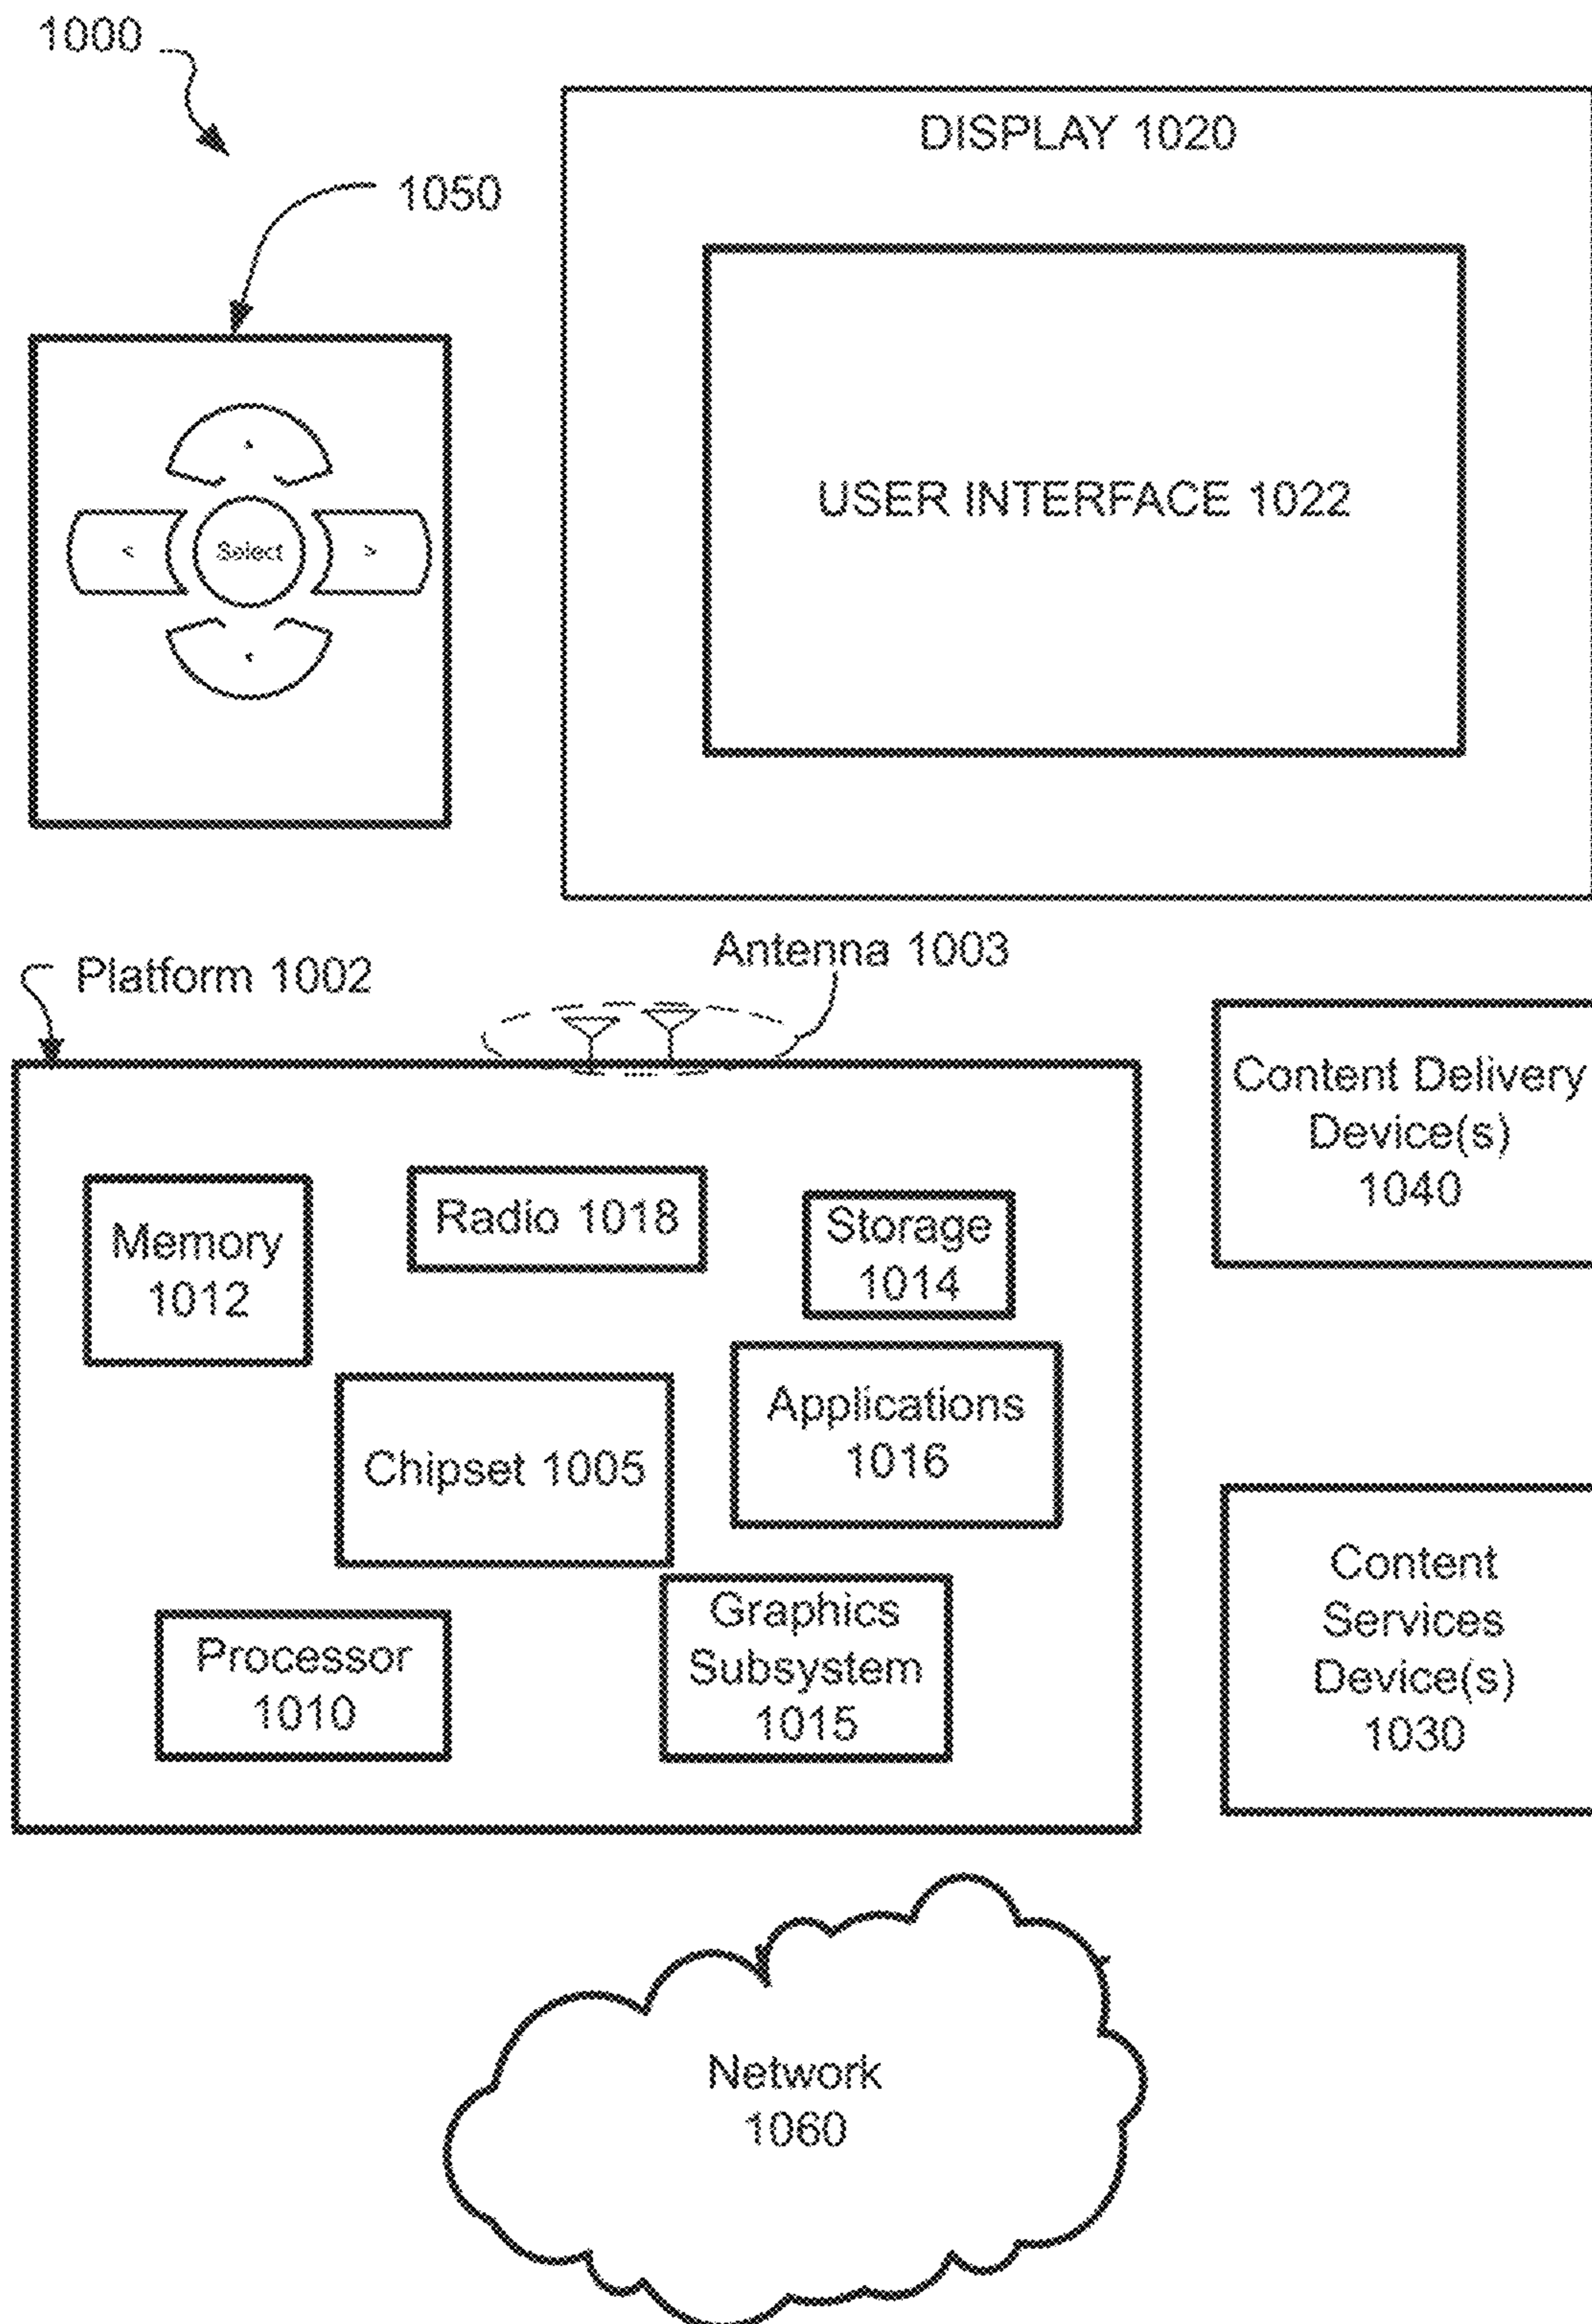 1000
1050
DISPLAY 1020
USER INTERFACE 1022
<
Select
>
Platform 1002
Antenna 1003
Memory
1012
Radio 1018
Storage
1014
Chipset 1005
Applications
1016
Processor
1010
Graphics
Subsystem
1015
Content Delivery
Device(s)
1040
Content
Services
Device(s)
1030
Network
1060